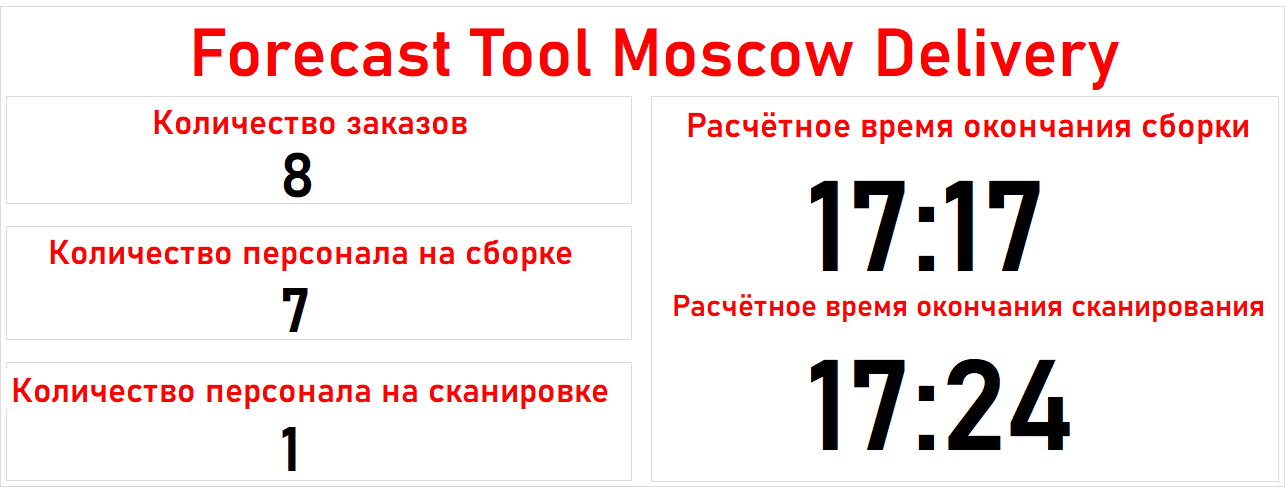 Forecast Tool Moscow Delivery
Количество заказов
8
Количество персонала на сборке
7
Количество персонала на сканировке
1
Расчётное время окончания сборки
17:17
Расчётное время окончания сканирования
17:24